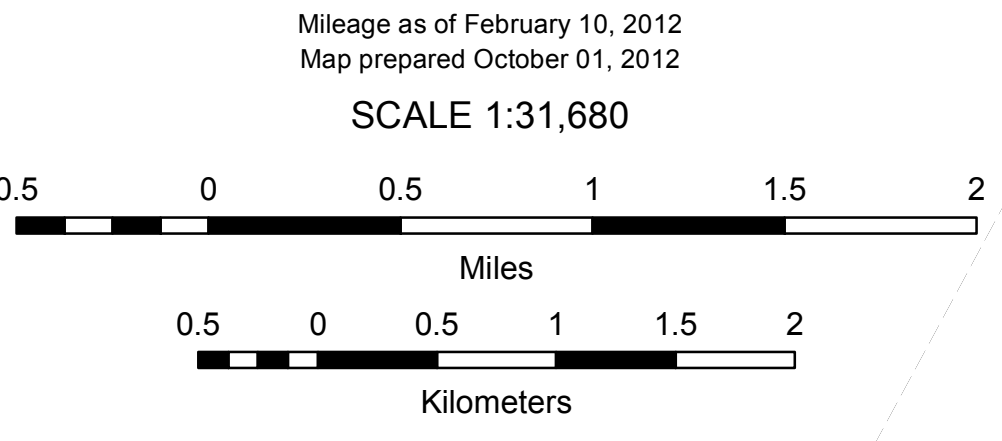 Mileage as of February 10, 2012
Map prepared October 01, 2012
SCALE 1:31,680
0.5 0 0.5 1 1.5 2
Miles
0.5 0 0.5 1 1.5 2
Kilometers